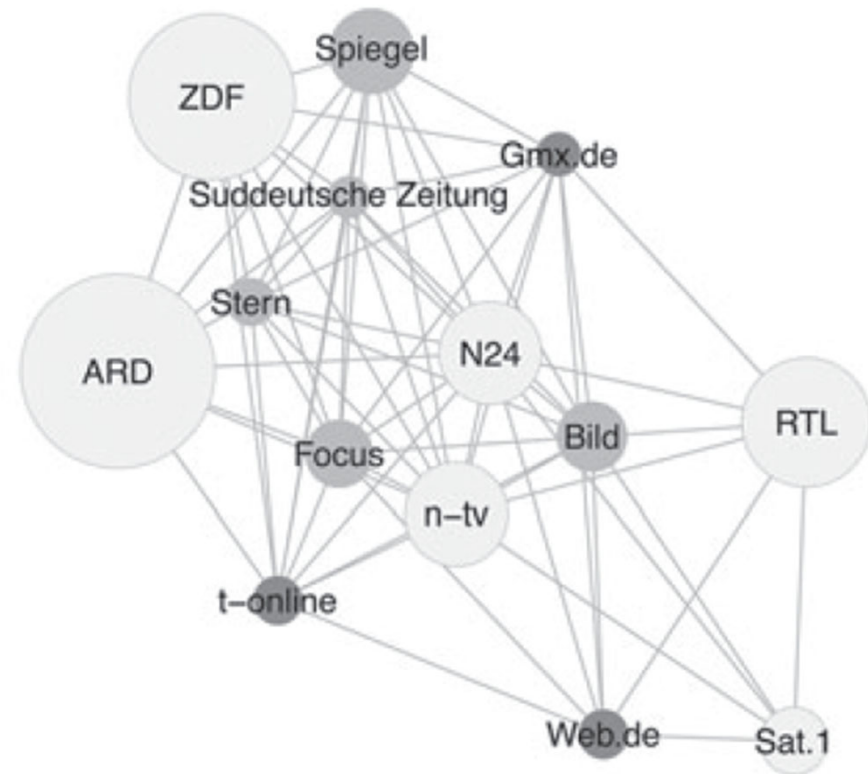 Spiegel
ZDF
Gmx.de
Suddeutsche Zeitung
Stern
N24
ARD
RTL
Bild
Focus
n−tv
t−online
Web.de
Sat.1